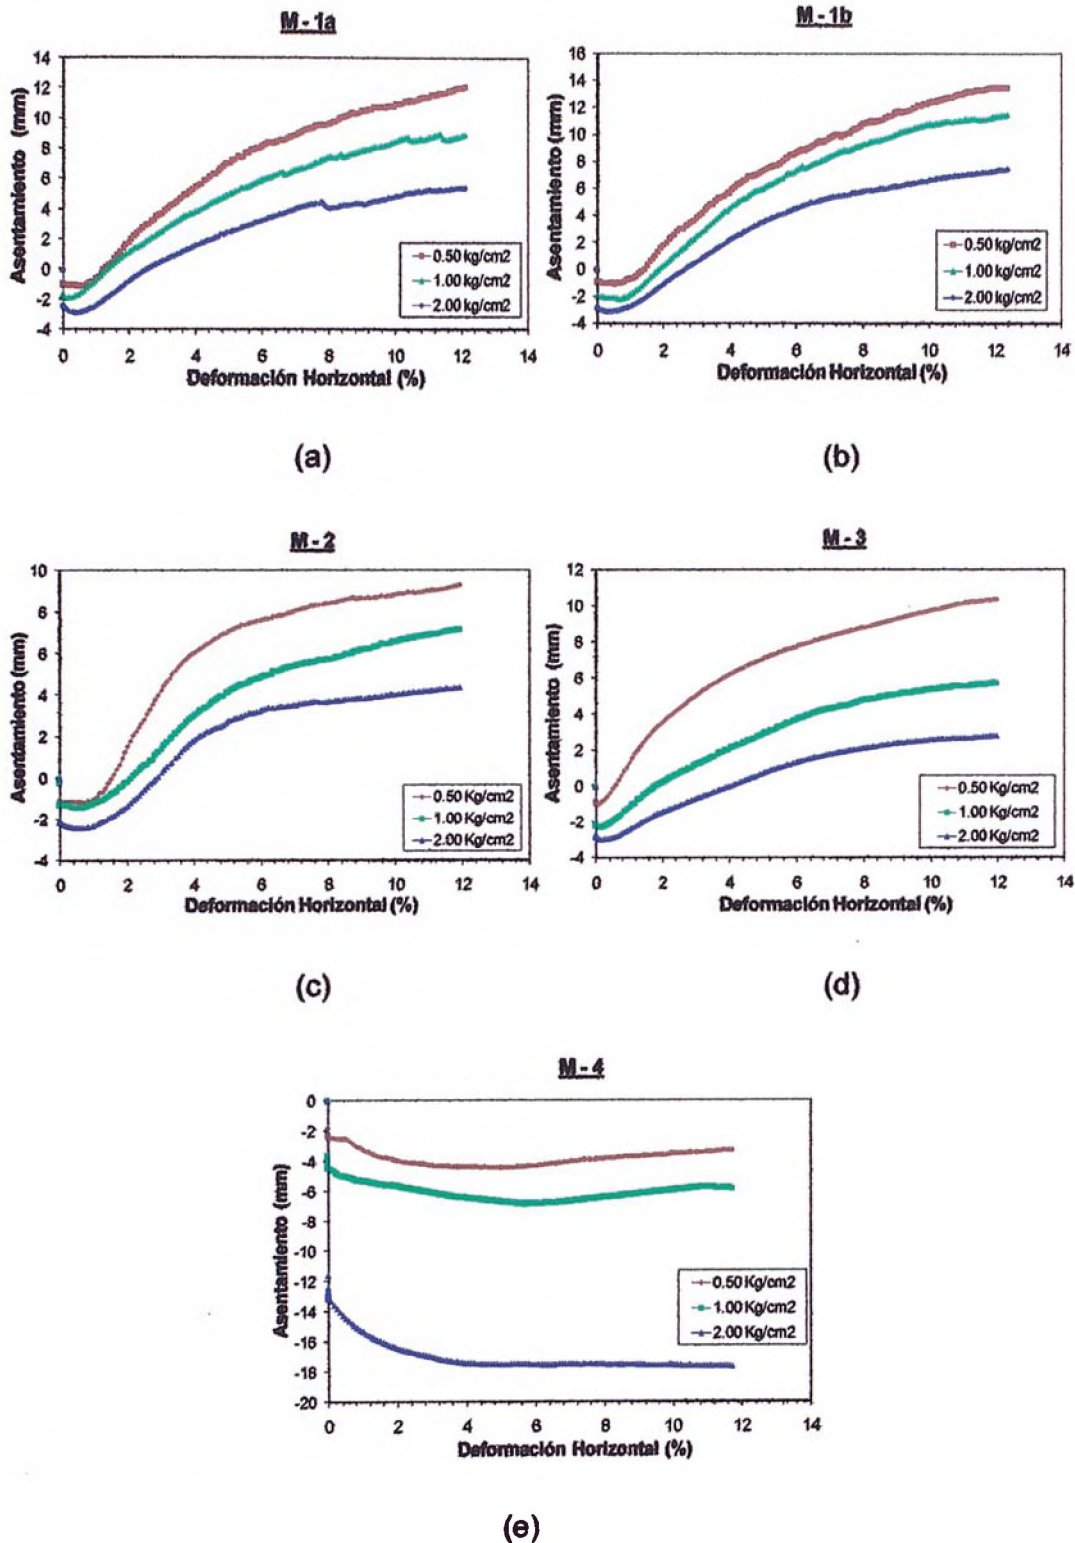 M - 1a
Asentamiento (mm)
14
12
10
8
6
4
2
0
-2
-4
0 2 4 6 8 10 12 14
Deformación Horizontal (%)
0.50 kg/cm2
1.00 kg/cm2
2.00 kg/cm2
(a)
M - 1b
Asentamiento (mm)
16
14
12
10
8
6
4
2
0
-2
-4
0 2 4 6 8 10 12 14
Deformación Horizontal (%)
0.50 kg/cm2
1.00 kg/cm2
2.00 kg/cm2
(b)
M - 2
Asentamiento (mm)
10
8
6
4
2
0
-2
-4
0 2 4 6 8 10 12 14
Deformación Horizontal (%)
0.50 Kg/cm2
1.00 Kg/cm2
2.00 Kg/cm2
(c)
M - 3
Asentamiento (mm)
12
10
8
6
4
2
0
-2
-4
0 2 4 6 8 10 12 14
Deformación Horizontal (%)
0.50 Kg/cm2
1.00 Kg/cm2
2.00 Kg/cm2
(d)
M - 4
Asentamiento (mm)
0
-2
-4
-6
-8
-10
-12
-14
-16
-18
-20
0 2 4 6 8 10 12 14
Deformación Horizontal (%)
0.50 Kg/cm2
1.00 Kg/cm2
2.00 Kg/cm2
(e)